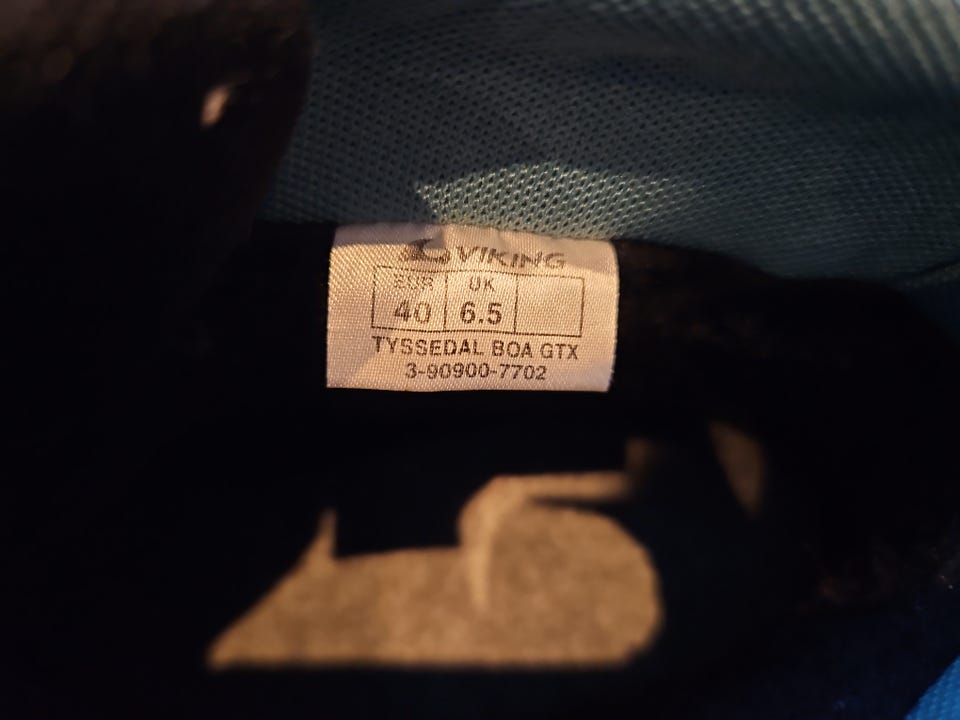 VIKING
EUR UK
40 6.5
TYSSEDAL BOA GTX
3-90900-7702